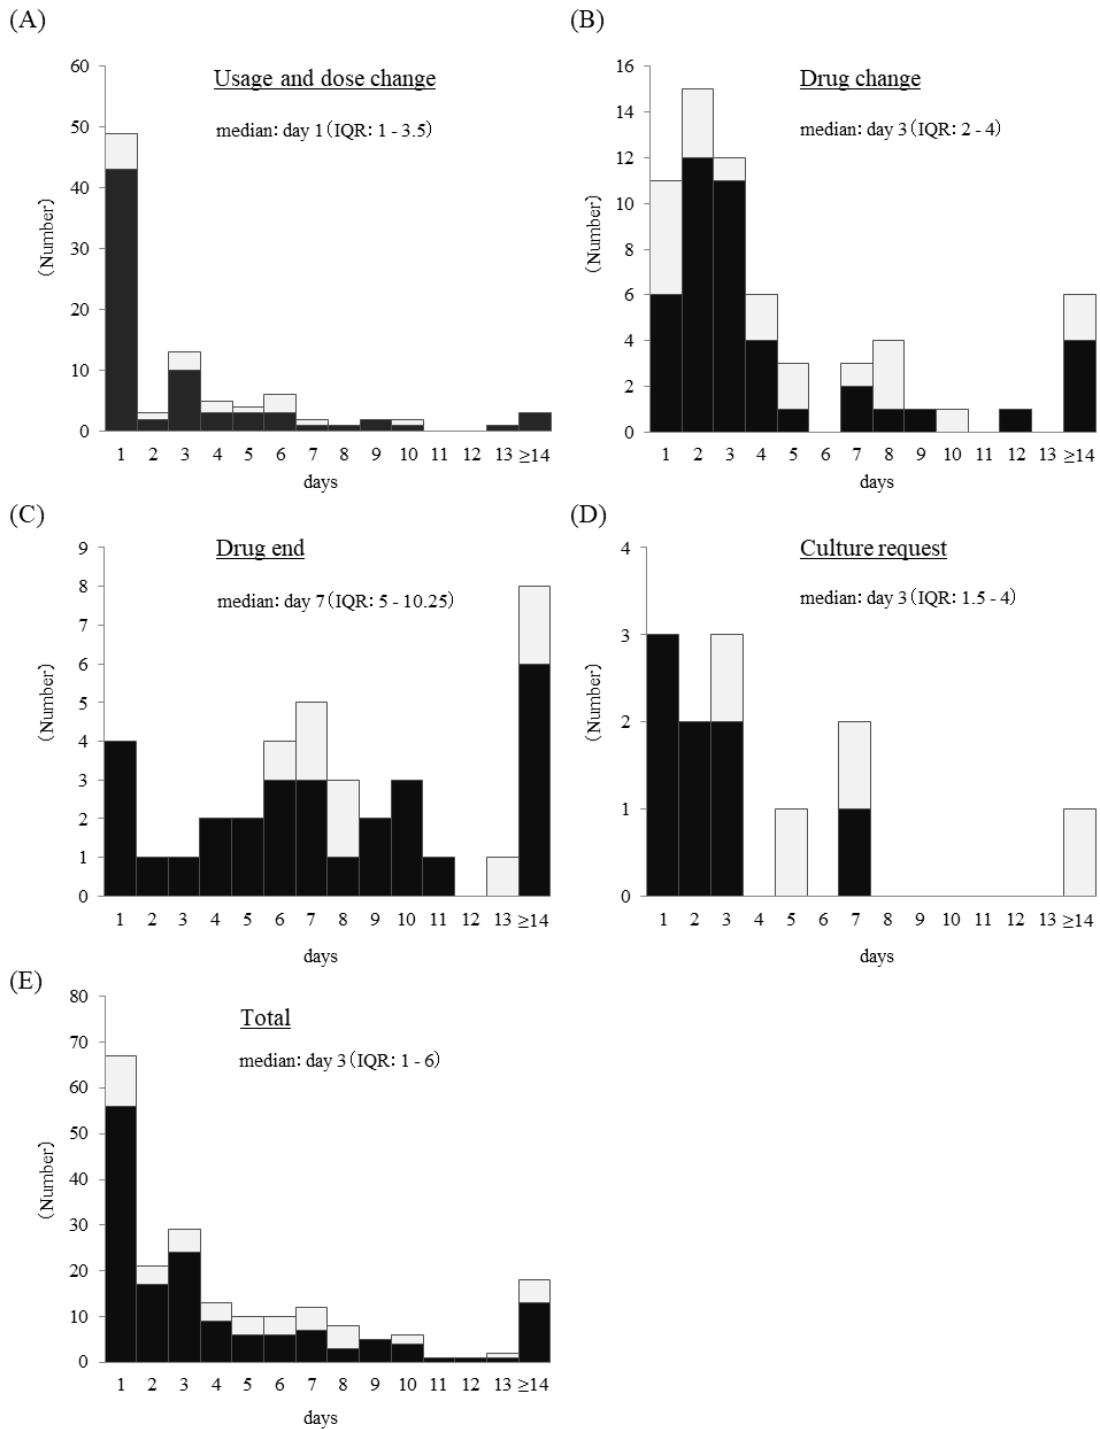 (A)
Usage and dose change
median: day 1 (IQR: 1 - 3.5)
(Number)
60
50
40
30
20
10
0
1 2 3 4 5 6 7 8 9 10 11 12 13 ≥14
days
(B)
Drug change
median: day 3 (IQR: 2 - 4)
(Number)
16
14
12
10
8
6
4
2
0
1 2 3 4 5 6 7 8 9 10 11 12 13 ≥14
days
(C)
Drug end
median: day 7 (IQR: 5 - 10.25)
(Number)
9
8
7
6
5
4
3
2
1
0
1 2 3 4 5 6 7 8 9 10 11 12 13 ≥14
days
(D)
Culture request
median: day 3 (IQR: 1.5 - 4)
(Number)
4
3
2
1
0
1 2 3 4 5 6 7 8 9 10 11 12 13 ≥14
days
(E)
Total
median: day 3 (IQR: 1 - 6)
(Number)
80
70
60
50
40
30
20
10
0
1 2 3 4 5 6 7 8 9 10 11 12 13 ≥14
days